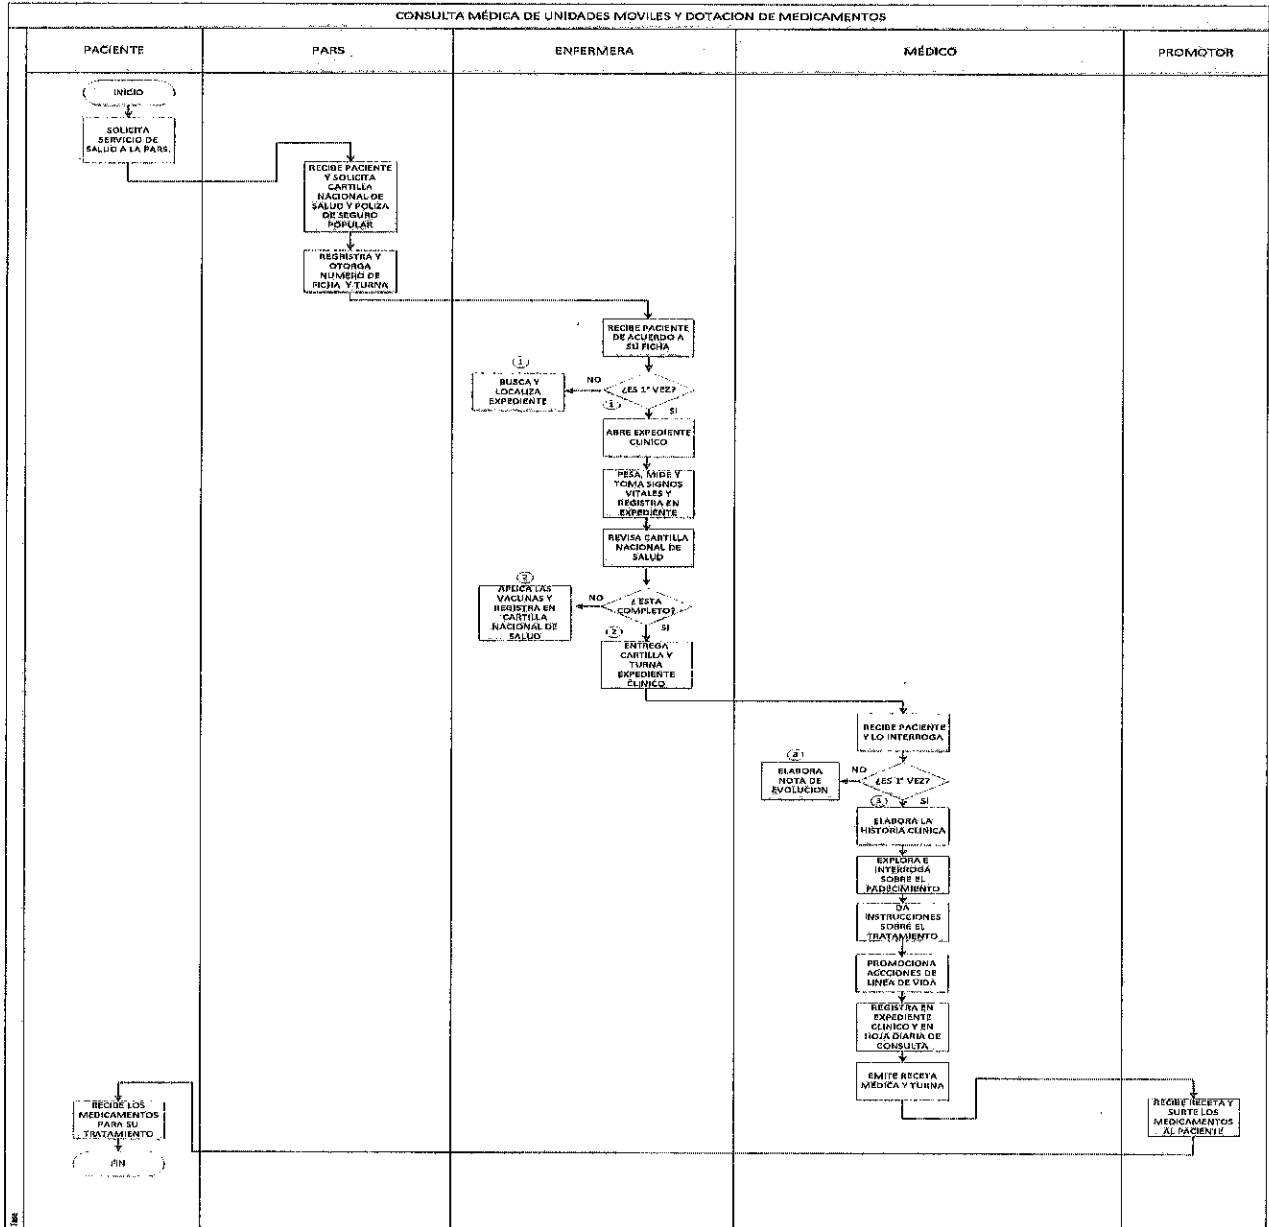 CONSULTA MÉDICA DE UNIDADES MOVILES Y DOTACION DE MEDICAMENTOS
PACIENTE
PARS
ENFERMERA
MÉDICO
PROMOTOR
INICIO
SOLICITA
SERVICIO DE
SALUD A LA PARS.
RECIBE PACIENTE
Y SOLICITA
CARTILLA
NACIONAL DE
SALUD Y POLIZA
DE SEGURO
POPULAR
REGRISTRA Y
OTORGA
NUMERO DE
FICHA Y TURNA
RECIBE PACIENTE
DE ACUERDO A
SU FICHA
1
BUSCA Y
LOCALIZA
EXPEDIENTE
NO
¿ES 1ª VEZ?
1
SI
ABRE EXPEDIENTE
CLINICO
PESA, MIDE Y
TOMA SIGNOS
VITALES Y
REGISTRA EN
EXPEDIENTE
REVISA CARTILLA
NACIONAL DE
SALUD
2
APLICA LAS
VACUNAS Y
REGISTRA EN
CARTILLA
NACIONAL DE
SALUD
NO
¿ESTA
COMPLETO?
2
SI
ENTREGA
CARTILLA Y
TURNA
EXPEDIENTE
CLINICO
RECIBE PACIENTE
Y LO INTERROGA
3
ELABORA
NOTA DE
EVOLUCION
NO
¿ES 1ª VEZ?
3
SI
ELABORA LA
HISTORIA CLINICA
EXPLORA E
INTERROGA
SOBRE EL
PADECIMIENTO
DA
INSTRUCCIONES
SOBRE EL
TRATAMIENTO
PROMOCIONA
ACCCIONES DE
LINEA DE VIDA
REGISTRA EN
EXPEDIENTE
CLINICO Y EN
HOJA DIARIA DE
CONSULTA
EMITE RECETA
MEDICA Y TURNA
RECIBE RECETA Y
SURTE LOS
MEDICAMENTOS
AL PACIENTE
RECIBE LOS
MEDICAMENTOS
PARA SU
TRATAMIENTO
FIN
Fase